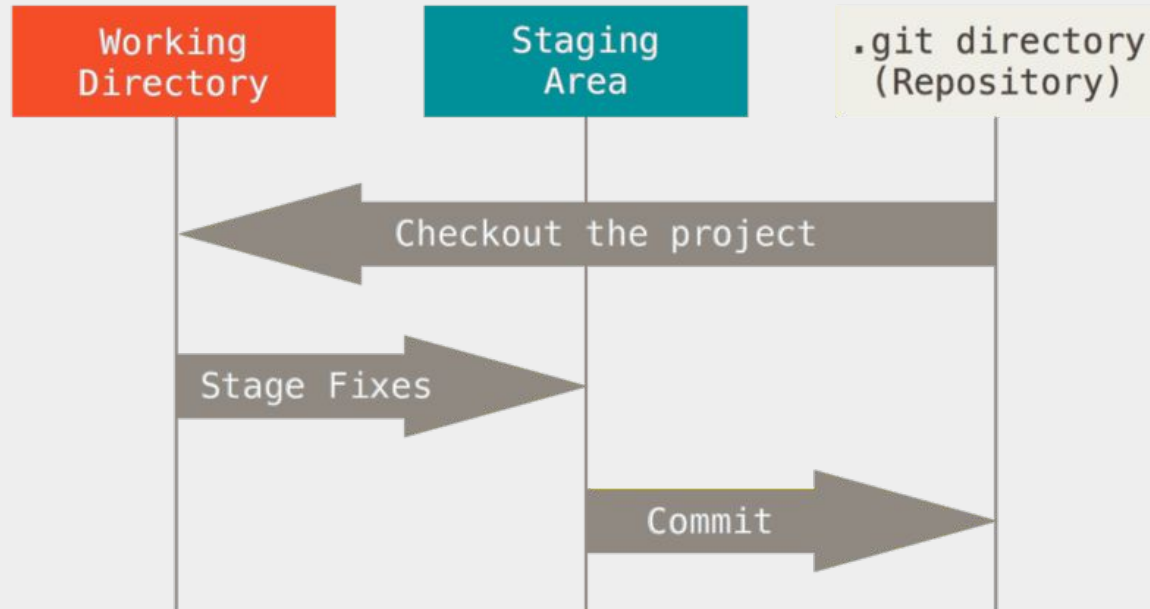 Working
Directory
Staging
Area
.git directory
(Repository)
Checkout the project
Stage Fixes
Commit